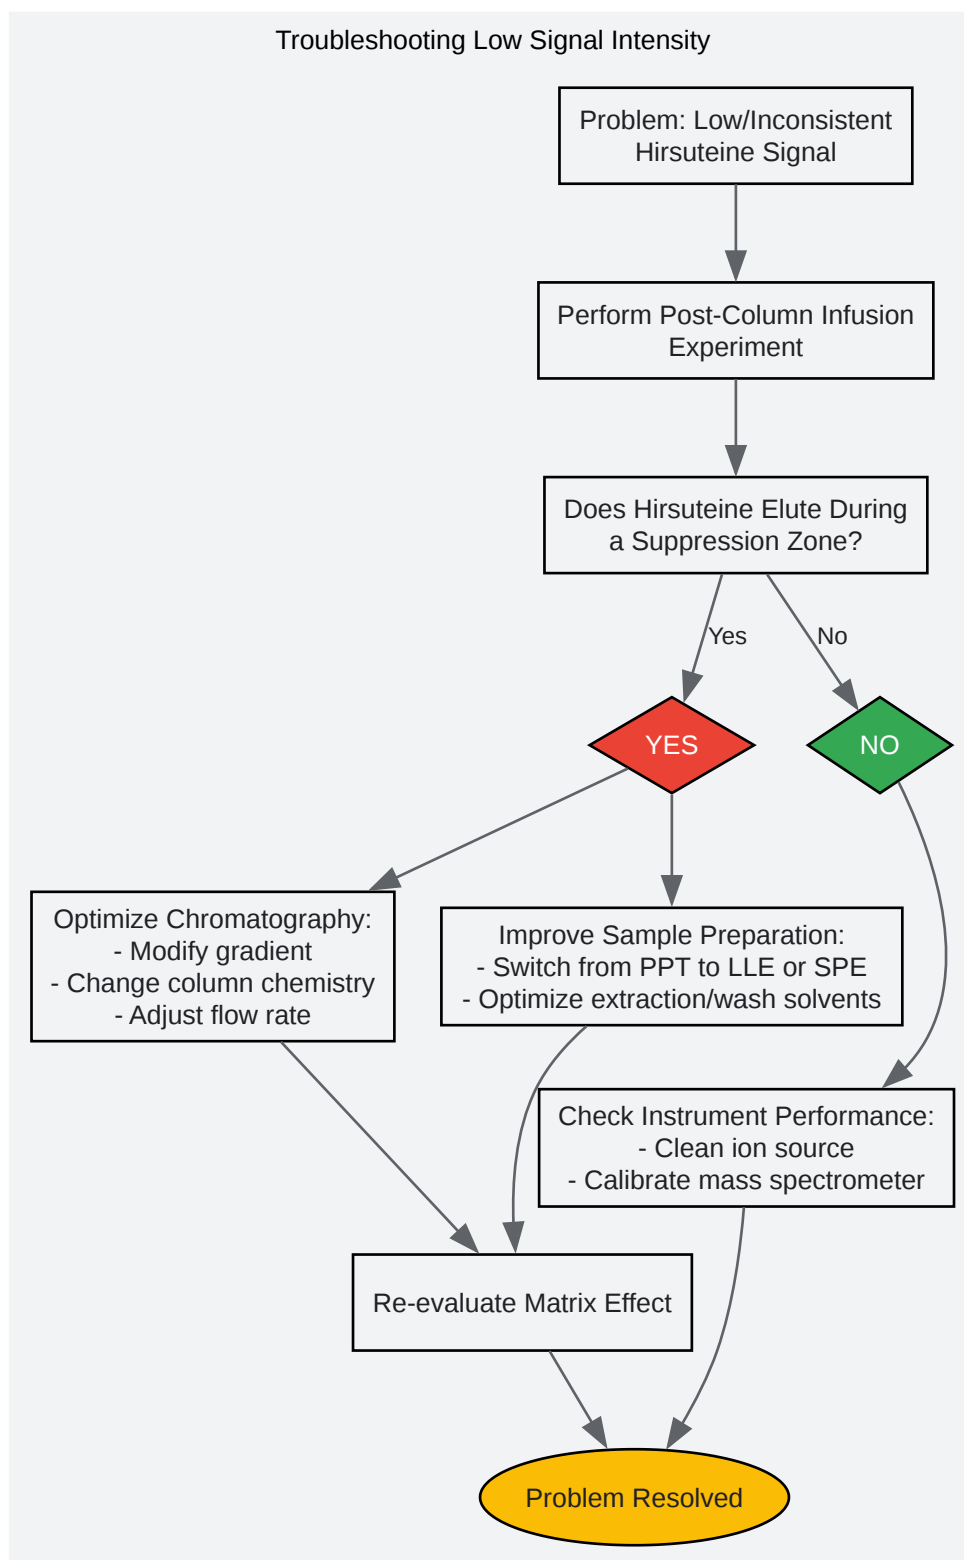 Troubleshooting Low Signal Intensity
Problem: Low/Inconsistent
Hirsuteine Signal
Perform Post-Column Infusion
Experiment
Does Hirsuteine Elute During
a Suppression Zone?
Yes
No
YES
NO
Optimize Chromatography:
- Modify gradient
- Change column chemistry
- Adjust flow rate
Improve Sample Preparation:
- Switch from PPT to LLE or SPE
- Optimize extraction/wash solvents
Check Instrument Performance:
- Clean ion source
- Calibrate mass spectrometer
Re-evaluate Matrix Effect
Problem Resolved